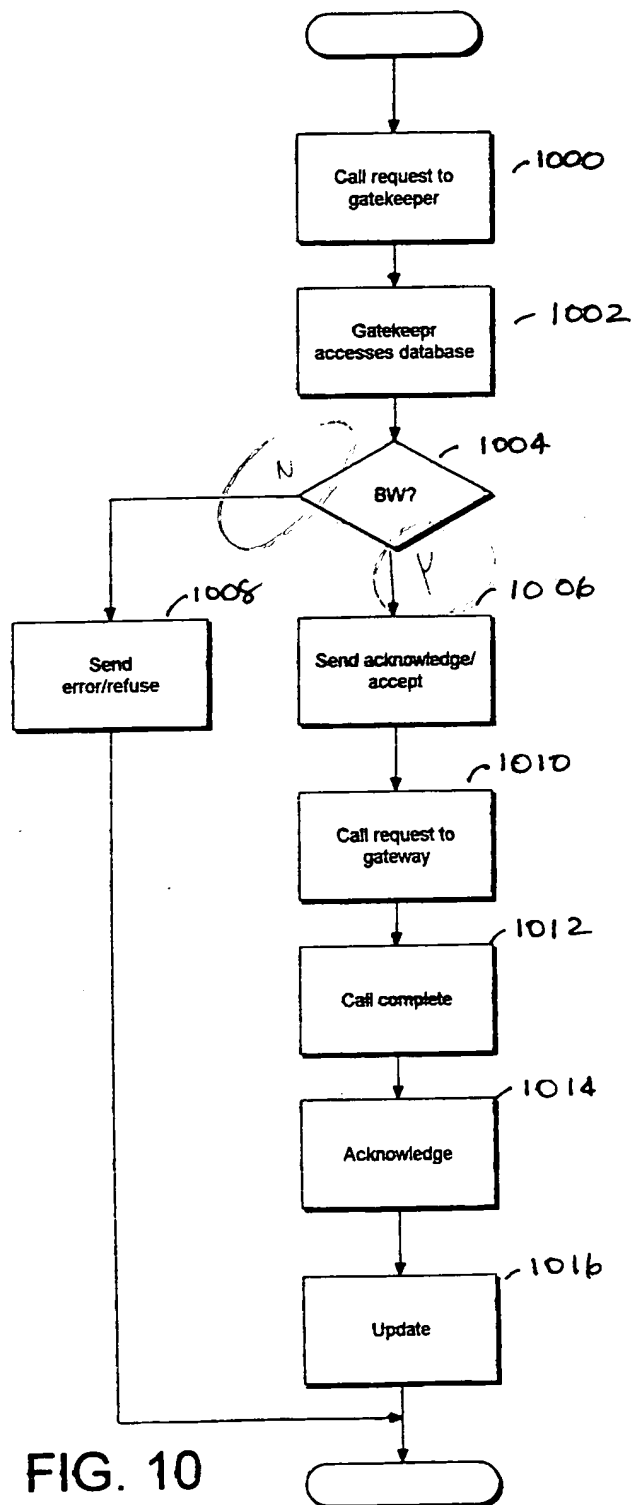 Call request to
gatekeeper
1000
Gatekeepr
accesses database
1002
BW?
1004
N
Y
Send
error/refuse
1008
Send acknowledge/
accept
1006
Call request to
gateway
1010
Call complete
1012
Acknowledge
1014
Update
1016
FIG. 10